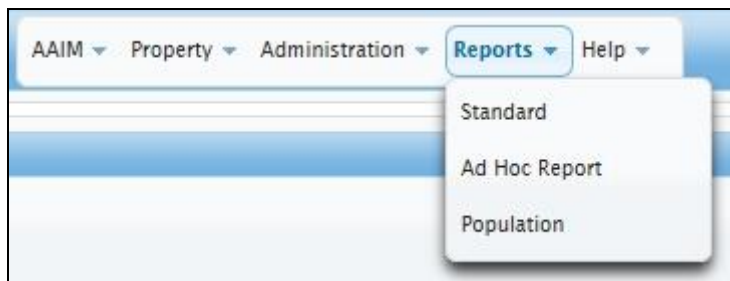 AAIM Property Administration Reports Help
Standard
Ad Hoc Report
Population